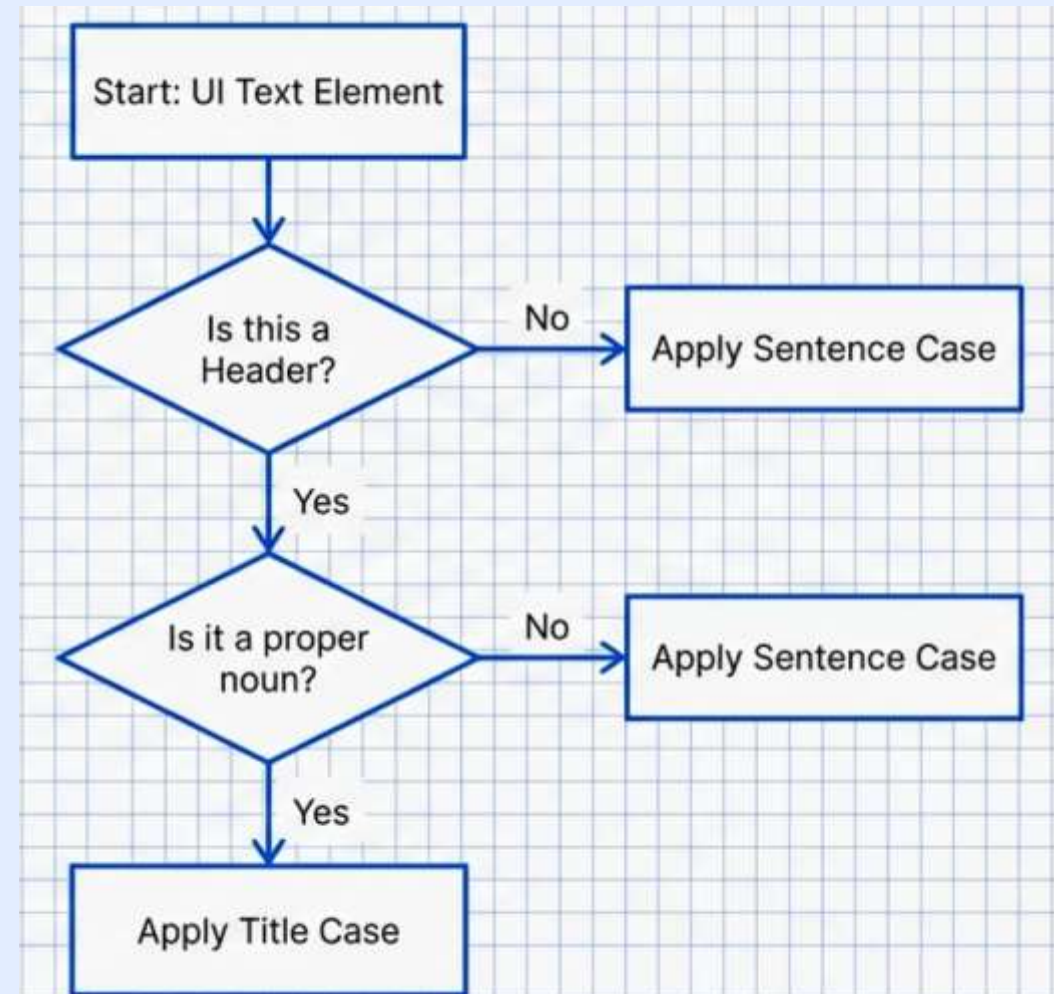 Start: UI Text Element
Is this a
Header?
No
Apply Sentence Case
Yes
Is it a proper
noun?
No
Apply Sentence Case
Yes
Apply Title Case